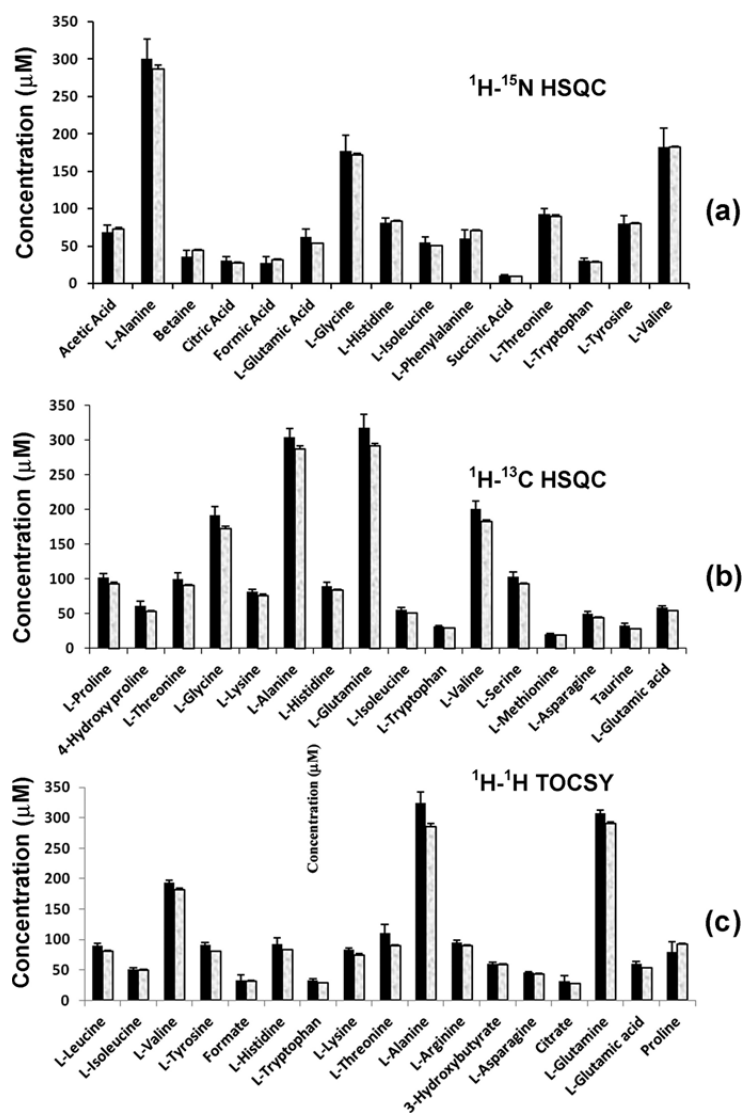 350
300
250
200
150
100
50
0
Concentration (μM)
¹H-¹⁵N HSQC
(a)
Acetic Acid
L-Alanine
Betaine
Citric Acid
Formic Acid
L-Glutamic Acid
L-Glycine
L-Histidine
L-Isoleucine
L-Phenylalanine
Succinic Acid
L-Threonine
L-Tryptophan
L-Tyrosine
L-Valine
350
300
250
200
150
100
50
0
Concentration (μM)
¹H-¹³C HSQC
(b)
L-Proline
4-Hydroxy proline
L-Threonine
L-Glycine
L-Lysine
L-Alanine
L-Histidine
L-Glutamine
L-Isoleucine
L-Tryptophan
L-Valine
L-Serine
L-Methionine
L-Asparagine
Taurine
L-Glutamic acid
350
300
250
200
150
100
50
0
Concentration (μM)
Concentration (μM)
¹H-¹H TOCSY
(c)
L-Leucine
L-Isoleucine
L-Valine
L-Tyrosine
Formate
L-Histidine
L-Tryptophan
L-Lysine
L-Threonine
L-Alanine
L-Arginine
3-Hydroxybutyrate
L-Asparagine
Citrate
L-Glutamine
L-Glutamic acid
Proline